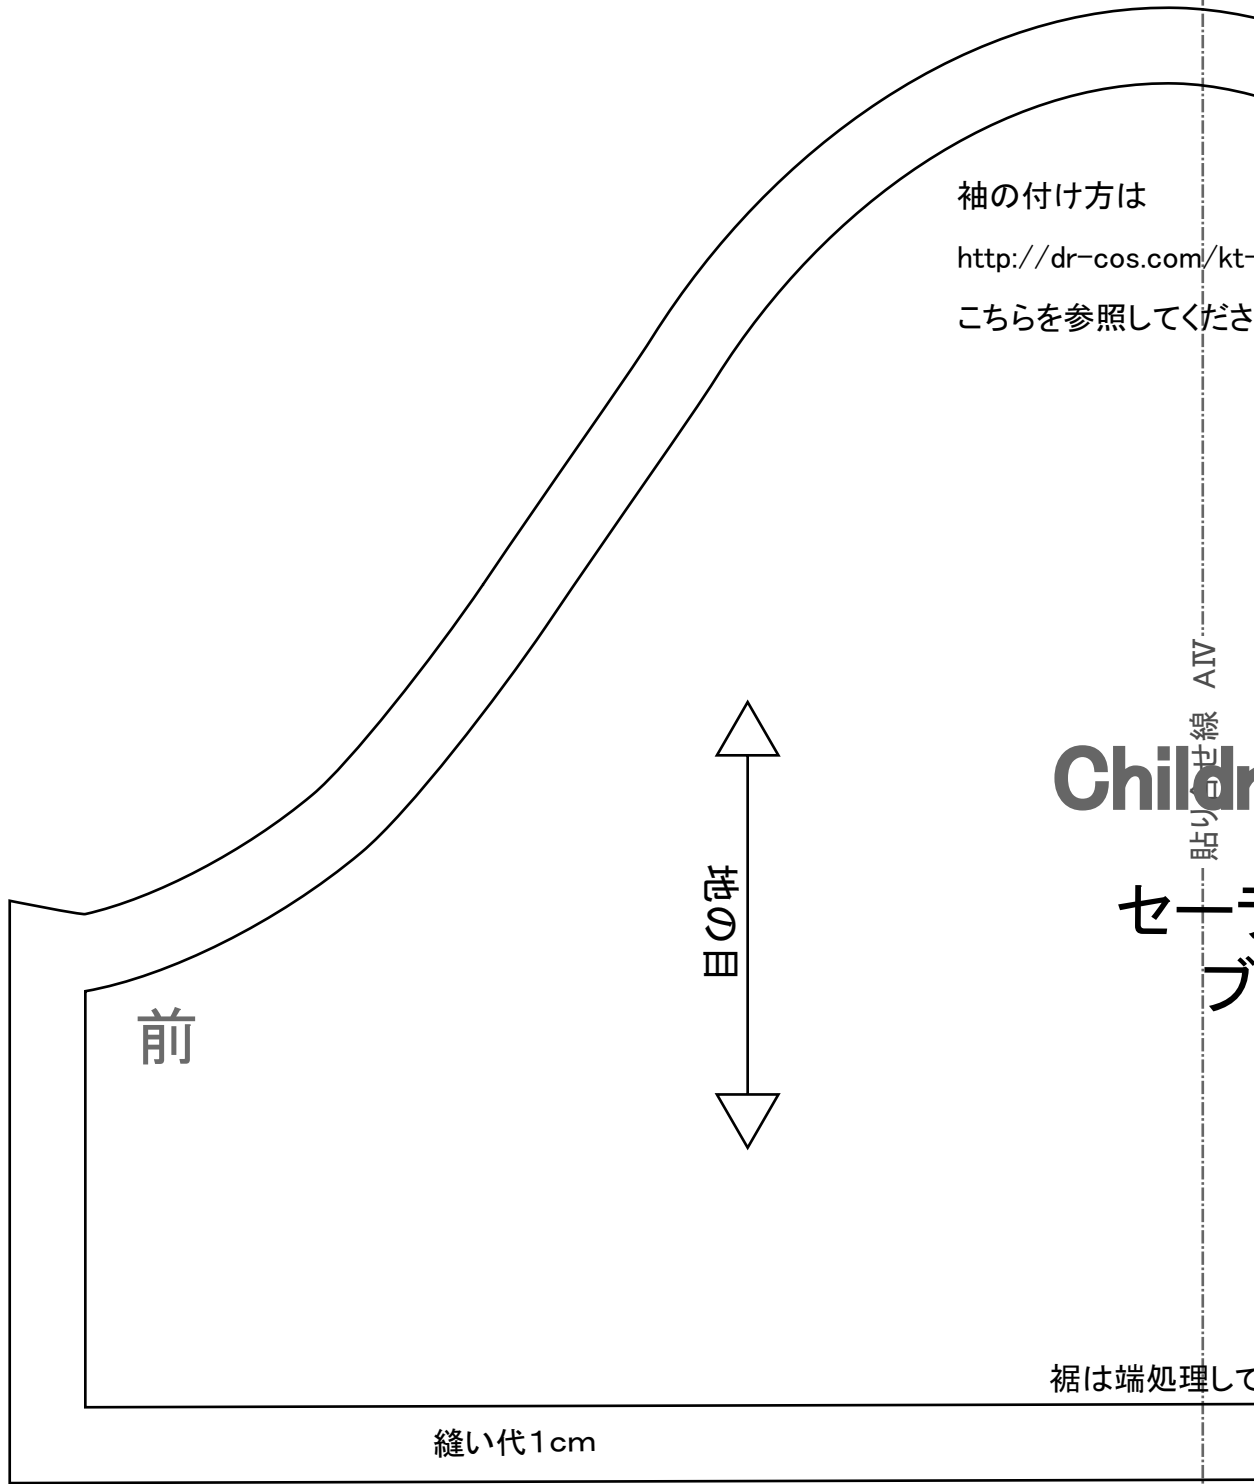 袖の付け方は
http://dr-cos.com/kt-
こちらを参照してくださ
貼り合せ線 AⅣ
Childr
セーラ
ブ
地の目
前
裾は端処理して
縫い代1cm